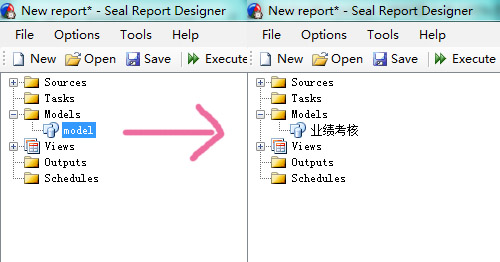 New report* - Seal Report Designer
File Options Tools Help
New Open Save Execute
Sources
Tasks
Models
model
Views
Outputs
Schedules
New report* - Seal Report Designer
File Options Tools Help
New Open Save Execute
Sources
Tasks
Models
业绩考核
Views
Outputs
Schedules